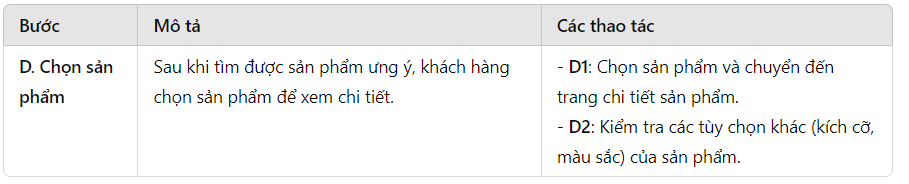 Bước Mô tả Các thao tác
D. Chọn sản phẩm
Sau khi tìm được sản phẩm ưng ý, khách hàng
chọn sản phẩm để xem chi tiết.
- D1: Chọn sản phẩm và chuyển đến
trang chi tiết sản phẩm.
- D2: Kiểm tra các tùy chọn khác (kích cỡ,
màu sắc) của sản phẩm.